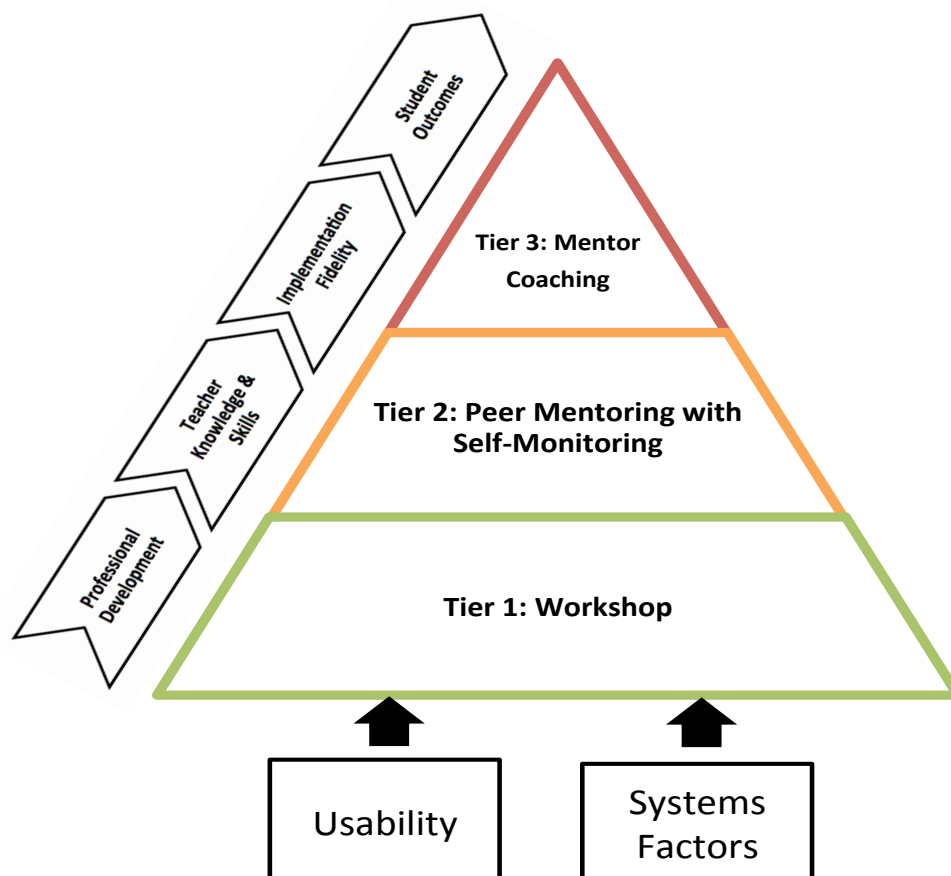 Student
Outcomes
Implementation
Fidelity
Teacher
Knowledge &
Skills
Professional
Development
Tier 3: Mentor
Coaching
Tier 2: Peer Mentoring with
Self-Monitoring
Tier 1: Workshop
Usability
Systems
Factors